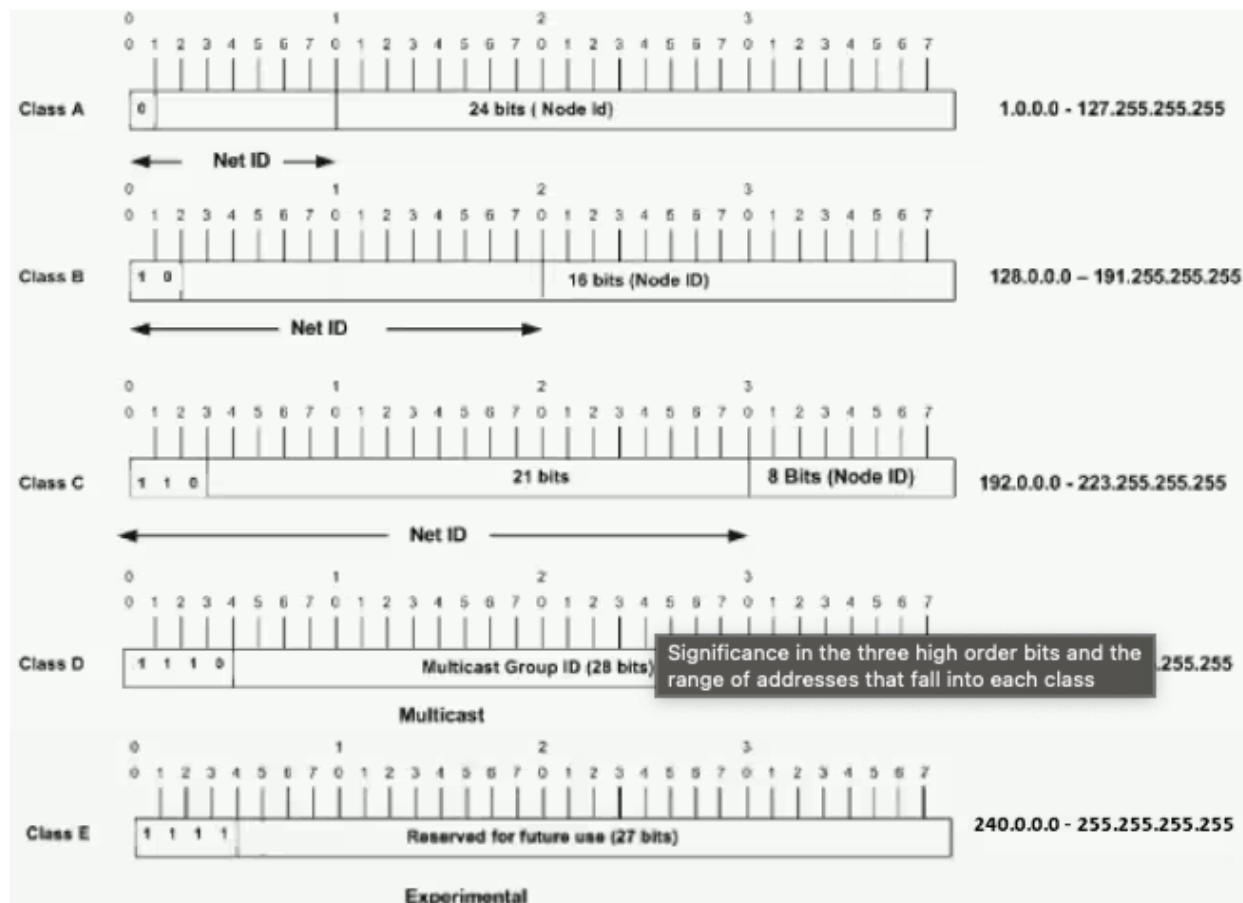 0 1 2 3
0 1 2 3 4 5 6 7 0 1 2 3 4 5 6 7 0 1 2 3 4 5 6 7 0 1 2 3 4 5 6 7
Class A 0 24 bits ( Node id) 1.0.0.0 - 127.255.255.255
Net ID
0 1 2 3
0 1 2 3 4 5 6 7 0 1 2 3 4 5 6 7 0 1 2 3 4 5 6 7 0 1 2 3 4 5 6 7
Class B 1 0 16 bits (Node ID) 128.0.0.0 – 191.255.255.255
Net ID
0 1 2 3
0 1 2 3 4 5 6 7 0 1 2 3 4 5 6 7 0 1 2 3 4 5 6 7 0 1 2 3 4 5 6 7
Class C 1 1 0 21 bits 8 Bits (Node ID) 192.0.0.0 - 223.255.255.255
Net ID
0 1 2 3
0 1 2 3 4 5 6 7 0 1 2 3 4 5 6 7 0 1 2 3 4 5 6 7 0 1 2 3 4 5 6 7
Class D 1 1 1 0 Multicast Group ID (28 bits) .255.255
Significance in the three high order bits and the
range of addresses that fall into each class
Multicast
0 1 2 3
0 1 2 3 4 5 6 7 0 1 2 3 4 5 6 7 0 1 2 3 4 5 6 7 0 1 2 3 4 5 6 7
Class E 1 1 1 1 Reserved for future use (27 bits) 240.0.0.0 - 255.255.255.255
Experimental